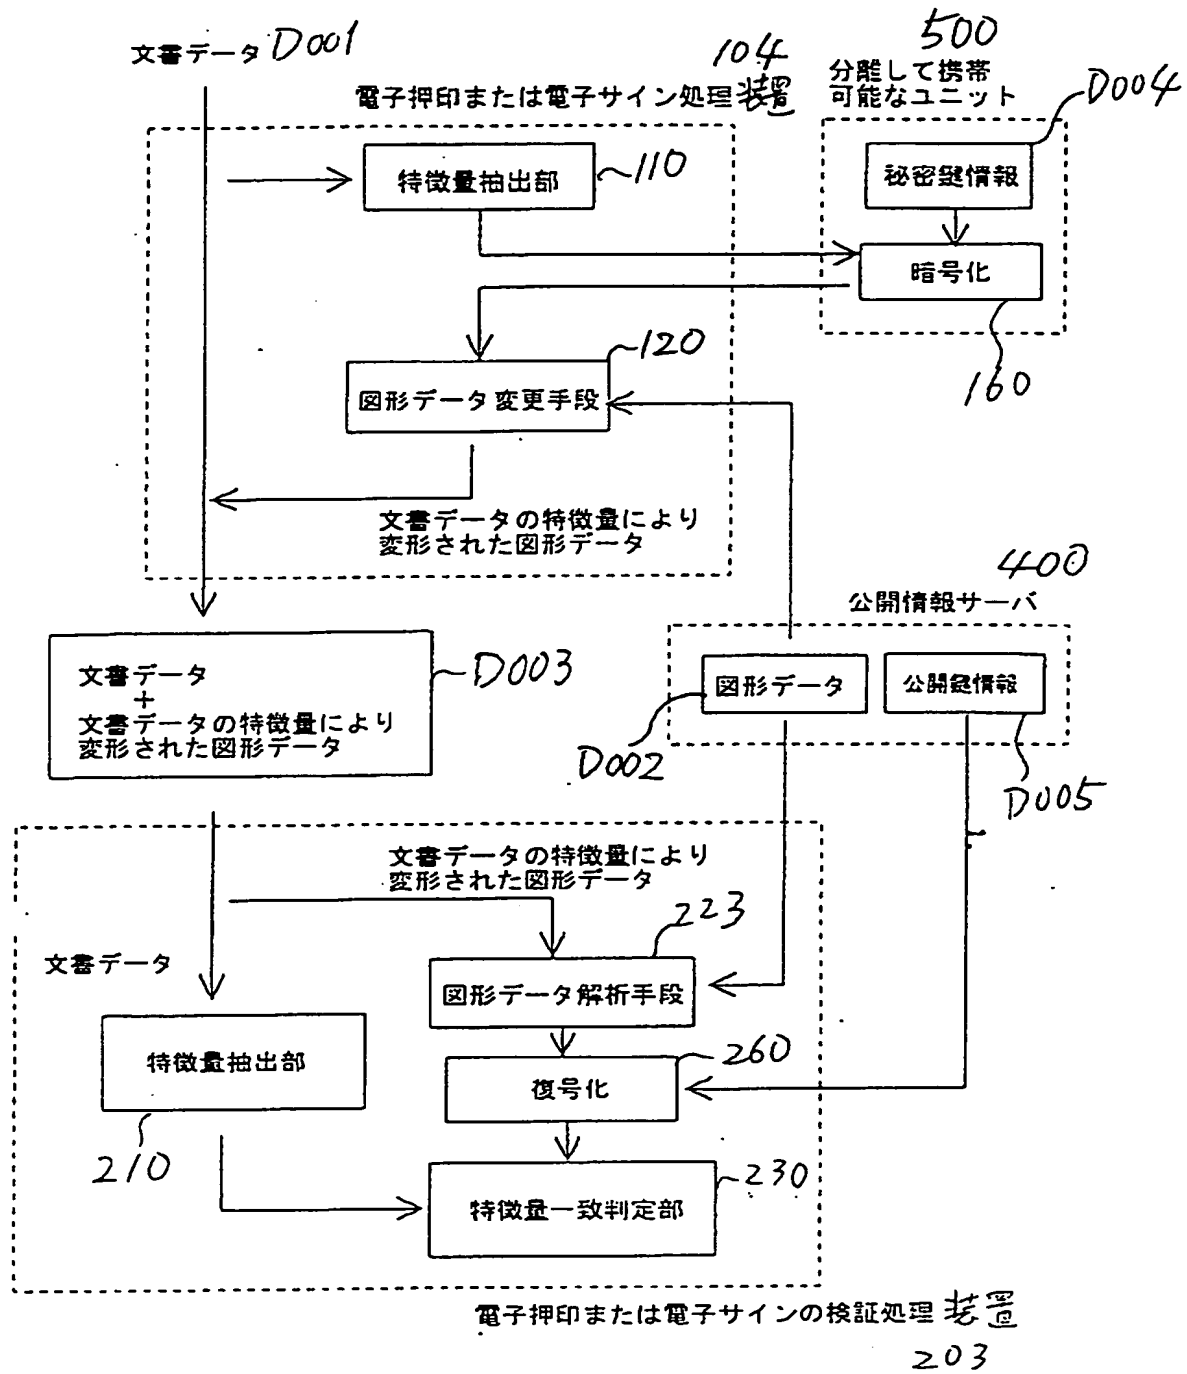 文書データ D001
104
電子押印または電子サイン処理装置
500
分離して携帯
可能なユニット
D004
特徴量抽出部
110
秘密鍵情報
暗号化
160
120
図形データ変更手段
文書データの特徴量により
変形された図形データ
400
公開情報サーバ
文書データ
+
文書データの特徴量により
変形された図形データ
D003
図形データ
公開鍵情報
D002
D005
文書データの特徴量により
変形された図形データ
223
文書データ
図形データ解析手段
特徴量抽出部
210
260
復号化
特徴量一致判定部
230
電子押印または電子サインの検証処理装置
203